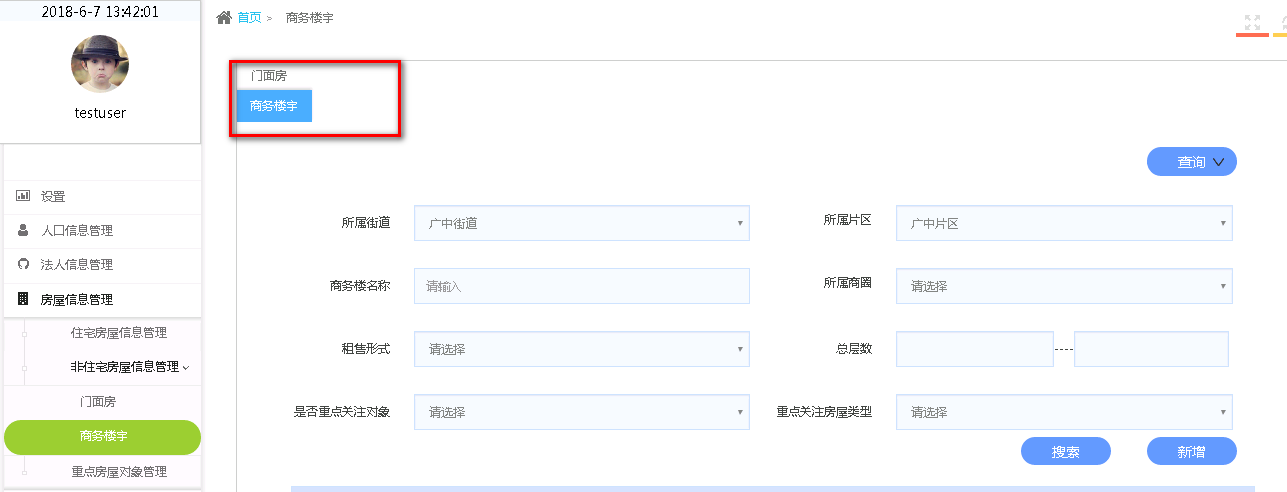 2018-6-7 13:42:01
testuser
设置
人口信息管理
法人信息管理
房屋信息管理
住宅房屋信息管理
非住宅房屋信息管理
门面房
商务楼宇
重点房屋对象管理
首页 > 商务楼宇
门面房
商务楼宇
查询
所属街道 广中街道 所属片区 广中片区
商务楼名称 请输入 所属商圈 请选择
租售形式 请选择 总层数 ----
是否重点关注对象 请选择 重点关注房屋类型 请选择
搜索 新增